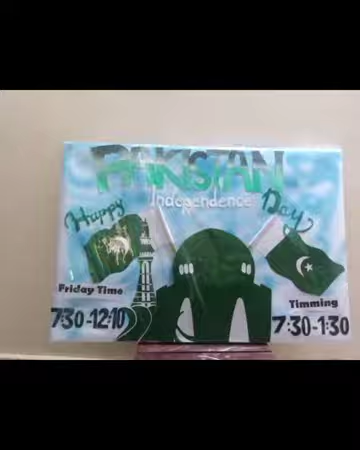 PAKISTAN
Independence
Happy
Day
Friday Time
7:30-12:10
Timming
7:30-1:30